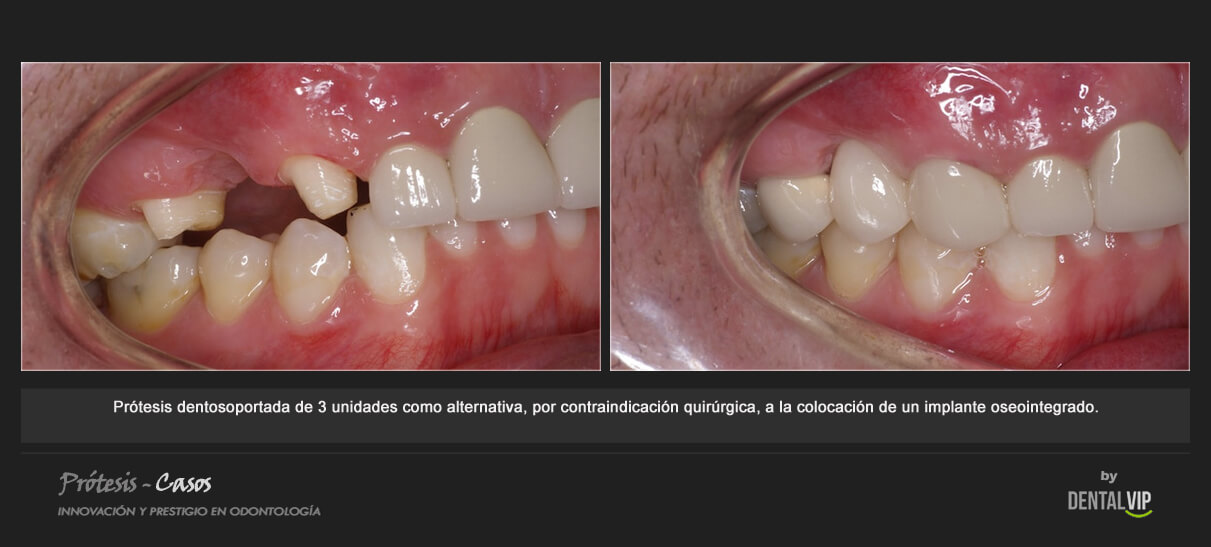 Prótesis dentosoportada de 3 unidades como alternativa, por contraindicación quirúrgica, a la colocación de un implante oseointegrado.
Prótesis - Casos
INNOVACIÓN Y PRESTIGIO EN ODONTOLOGÍA
by
DENTALVIP